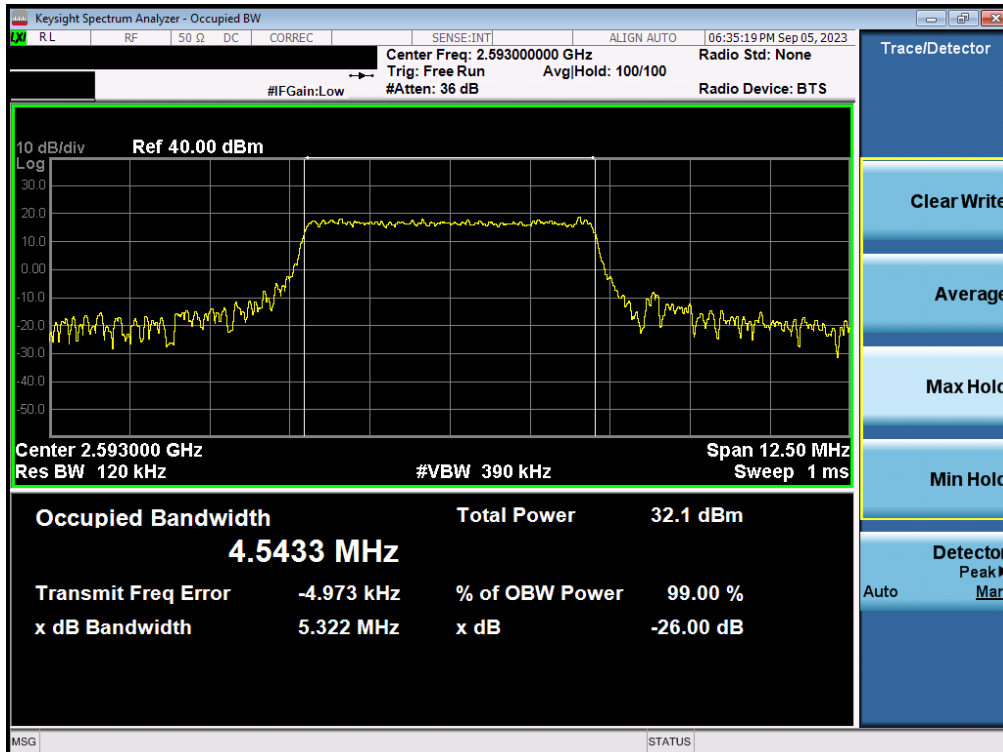 Keysight Spectrum Analyzer - Occupied BW
LXI RL RF 50 Ω DC CORREC SENSE:INT ALIGN AUTO 06:35:19 PM Sep 05, 2023
Center Freq: 2.593000000 GHz Radio Std: None
Trig: Free Run Avg|Hold: 100/100
#IFGain:Low #Atten: 36 dB Radio Device: BTS
10 dB/div Ref 40.00 dBm
Log
30.0
20.0
10.0
0.00
-10.0
-20.0
-30.0
-40.0
-50.0
Center 2.593000 GHz Span 12.50 MHz
Res BW 120 kHz #VBW 390 kHz Sweep 1 ms
Occupied Bandwidth Total Power 32.1 dBm
4.5433 MHz
Transmit Freq Error -4.973 kHz % of OBW Power 99.00 %
x dB Bandwidth 5.322 MHz x dB -26.00 dB
Trace/Detector
Clear Write
Average
Max Hold
Min Hold
Detector
Peak
Auto Man
MSG STATUS